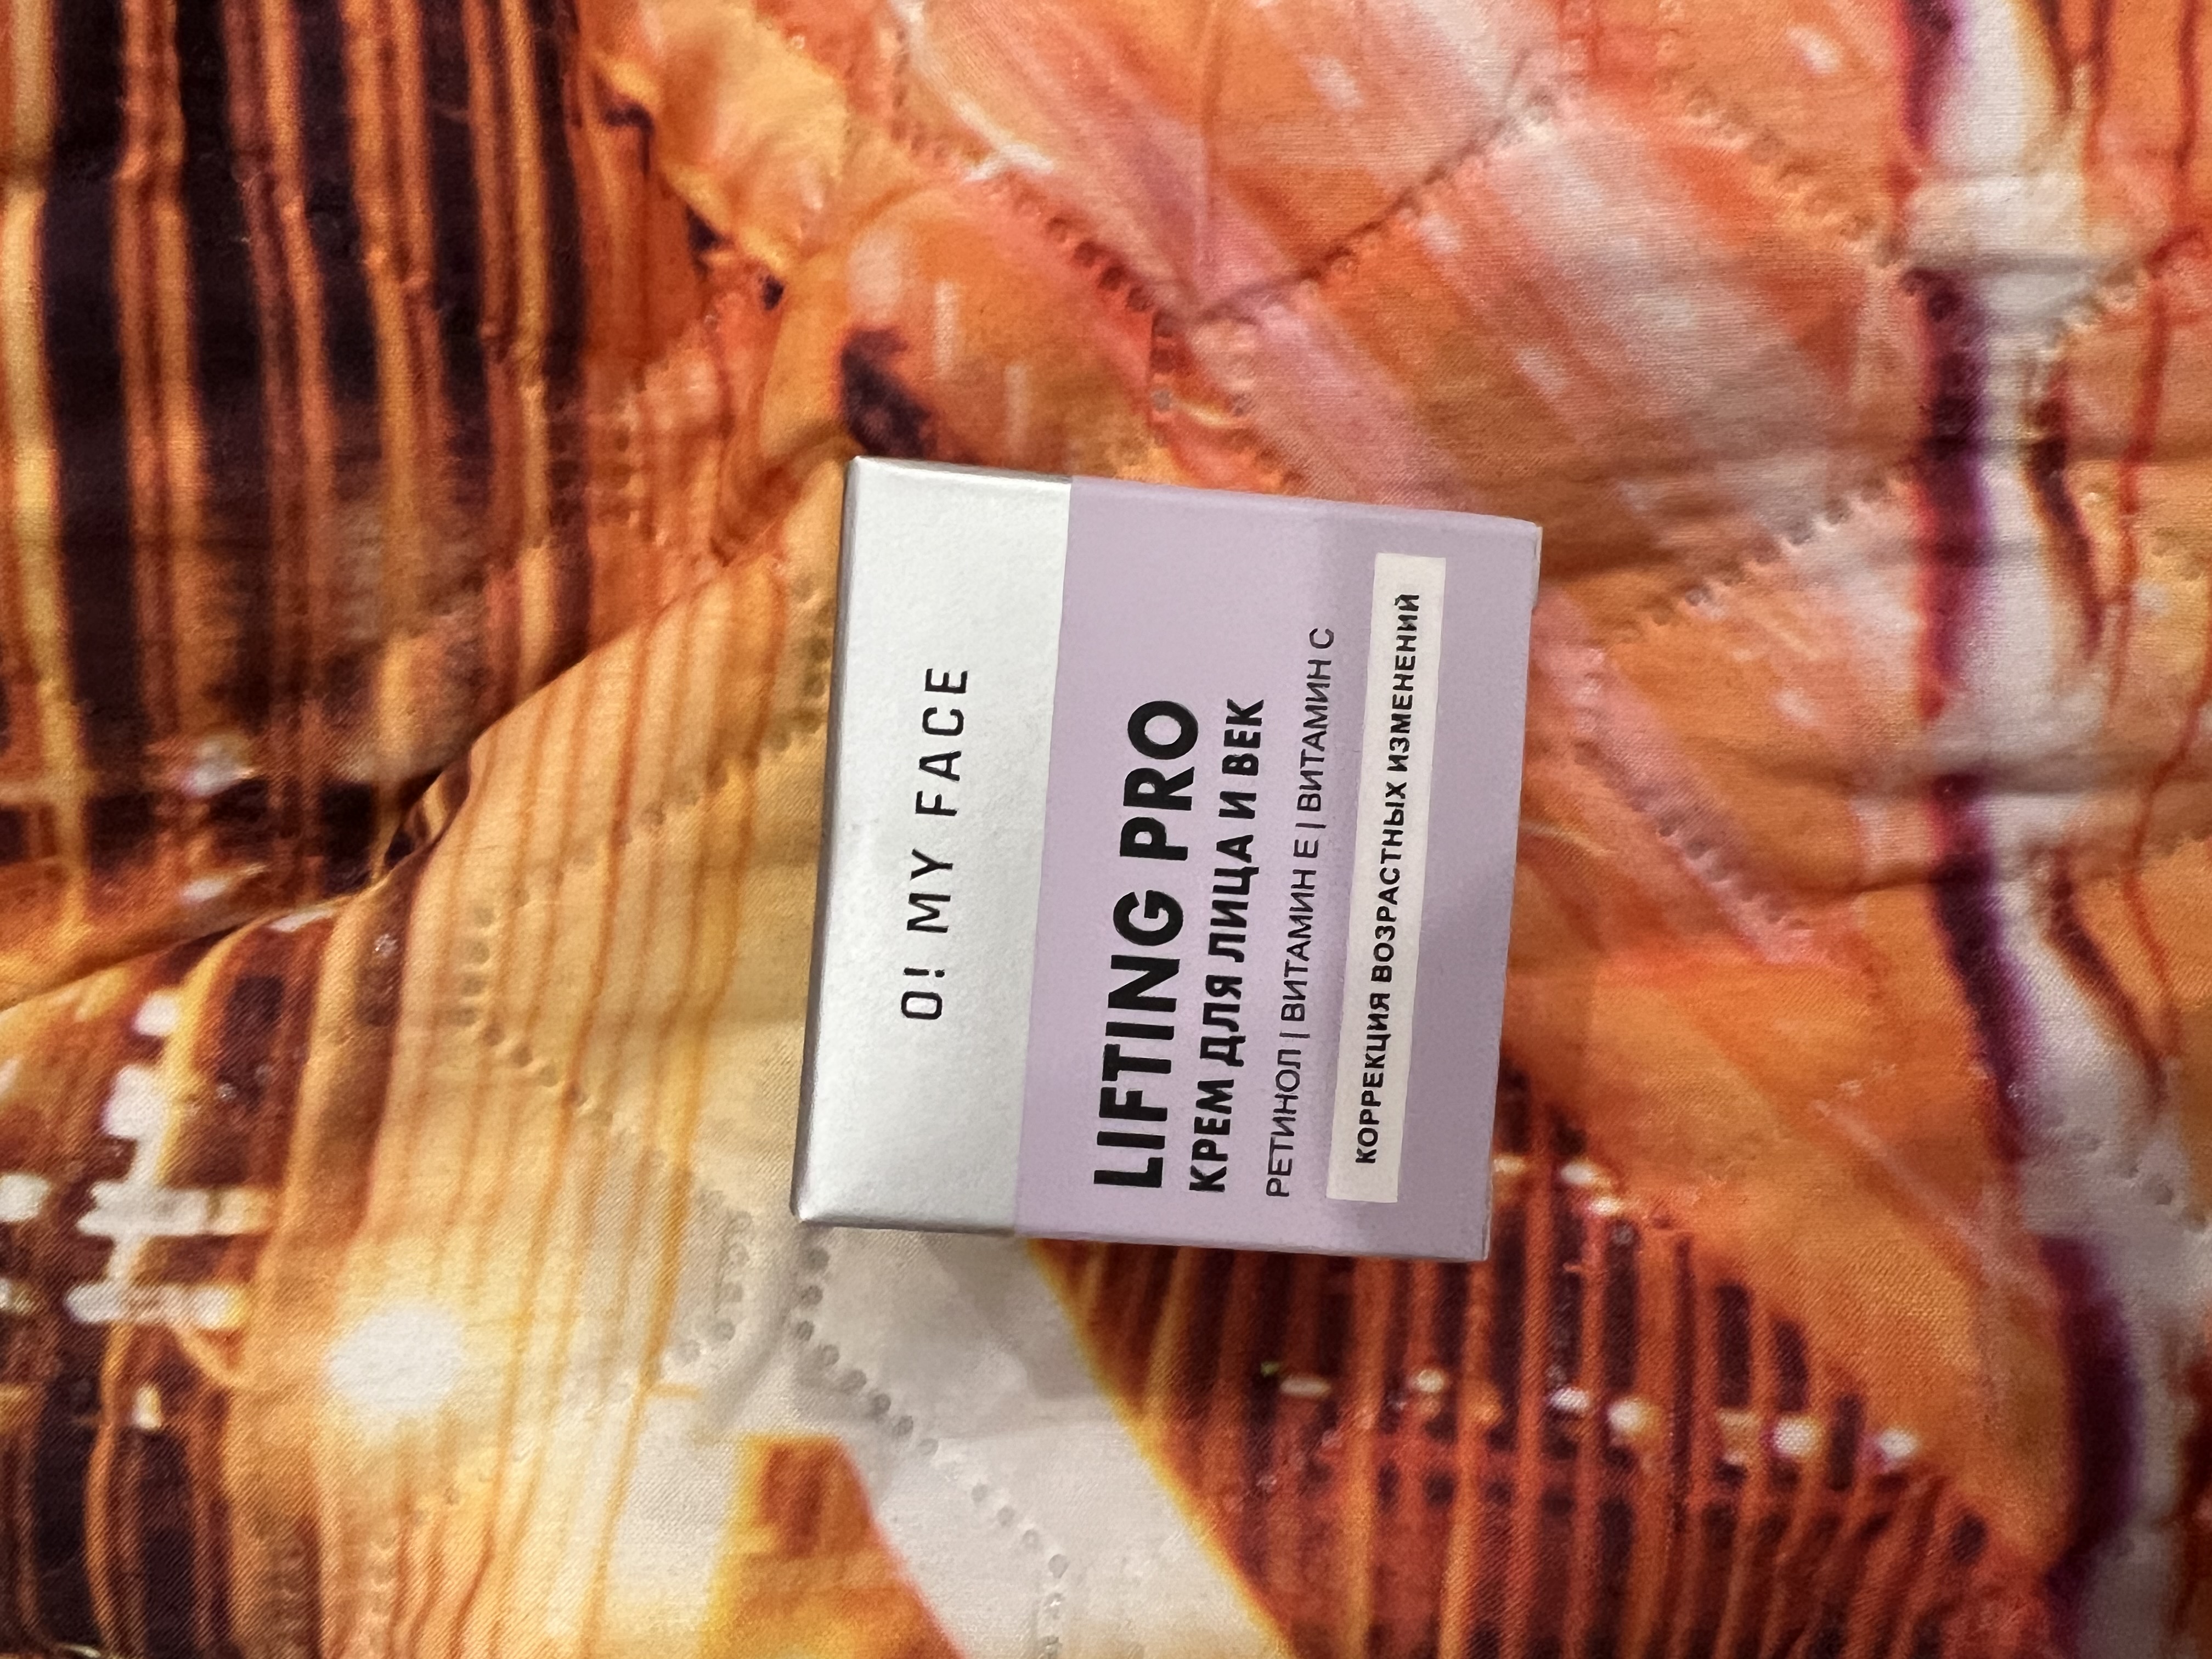 O! MY FACE
LIFTING PRO
КРЕМ ДЛЯ ЛИЦА И ВЕК
РЕТИНОЛ | ВИТАМИН Е | ВИТАМИН С
КОРРЕКЦИЯ ВОЗРАСТНЫХ ИЗМЕНЕНИЙ